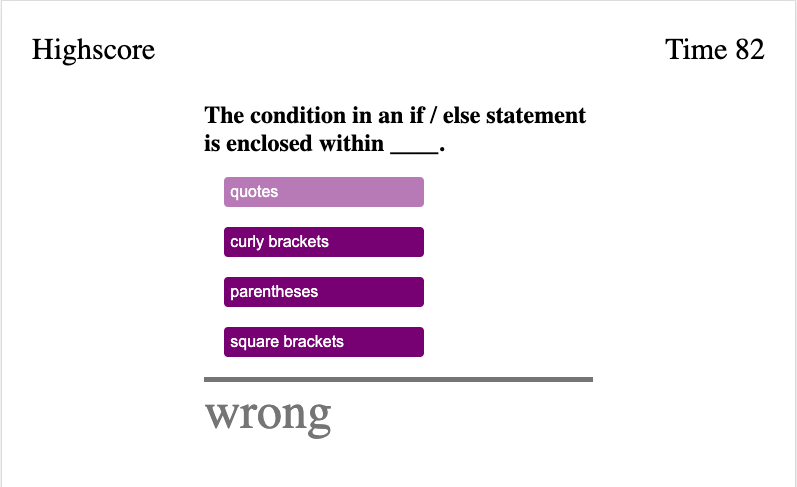 Highscore
Time 82
The condition in an if / else statement
is enclosed within ____.
quotes
curly brackets
parentheses
square brackets
wrong